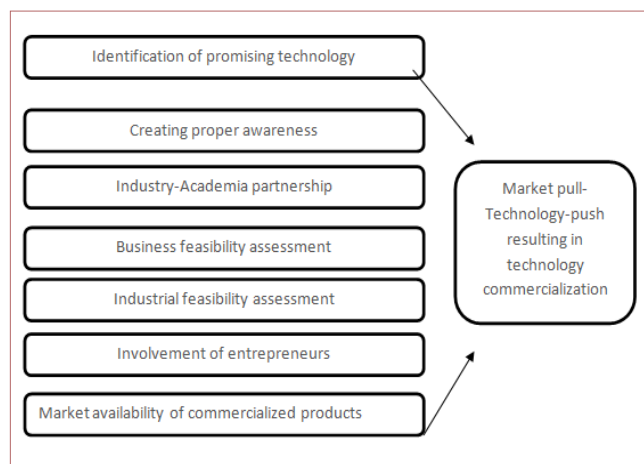 Identification of promising technology
Creating proper awareness
Industry-Academia partnership
Business feasibility assessment
Industrial feasibility assessment
Involvement of entrepreneurs
Market availability of commercialized products
Market pull-
Technology-push
resulting in
technology
commercialization